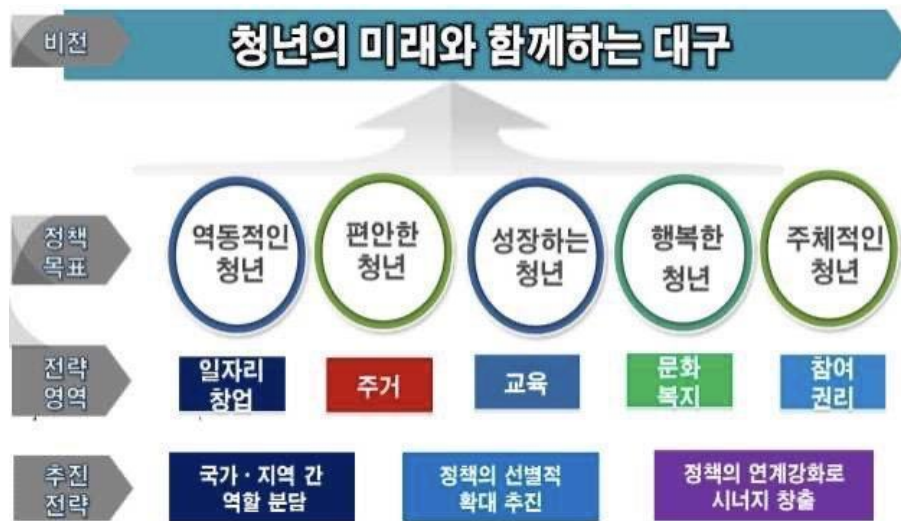 비전
청년의 미래와 함께하는 대구
정책
목표
역동적인
청년
편안한
청년
성장하는
청년
행복한
청년
주체적인
청년
전략
영역
일자리
창업
주거
교육
문화
복지
참여
권리
추진
전략
국가 · 지역 간
역할 분담
정책의 선별적
확대 추진
정책의 연계강화로
시너지 창출